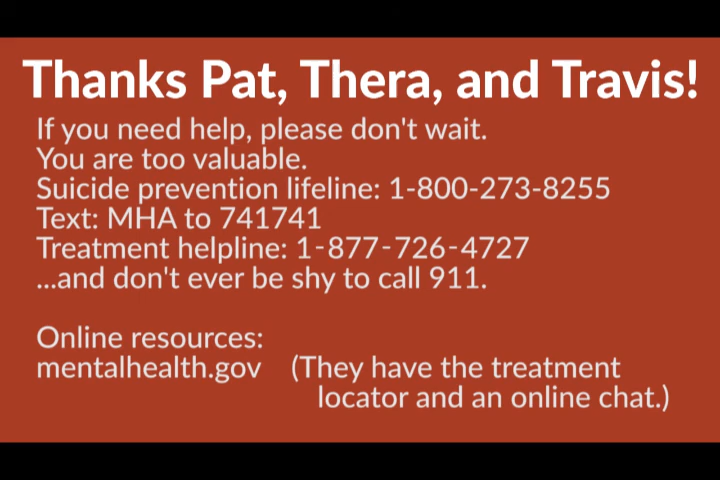 Thanks Pat, Thera, and Travis!
If you need help, please don't wait.
You are too valuable.
Suicide prevention lifeline: 1-800-273-8255
Text: MHA to 741741
Treatment helpline: 1-877-726-4727
...and don't ever be shy to call 911.
Online resources:
mentalhealth.gov (They have the treatment
locator and an online chat.)